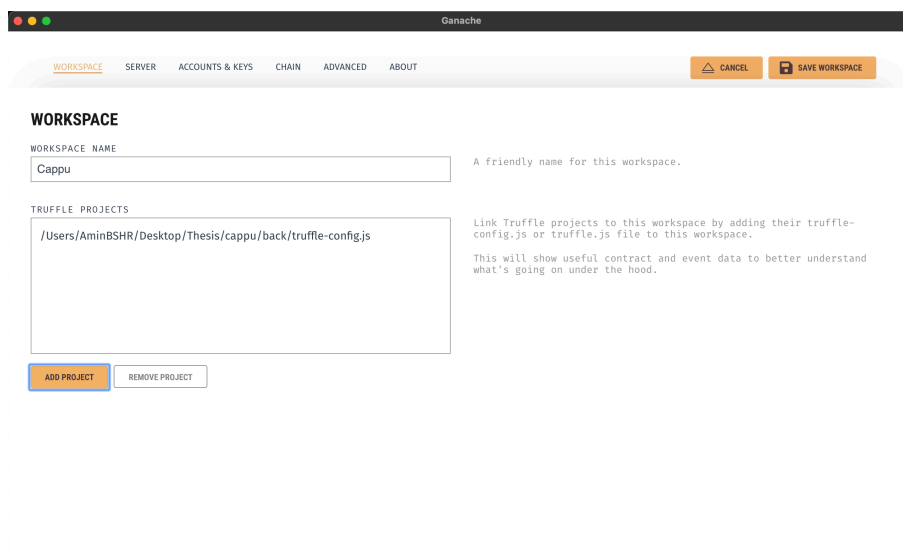 Ganache
WORKSPACE SERVER ACCOUNTS & KEYS CHAIN ADVANCED ABOUT CANCEL SAVE WORKSPACE
WORKSPACE
WORKSPACE NAME
Cappu
A friendly name for this workspace.
TRUFFLE PROJECTS
/Users/AminBSHR/Desktop/Thesis/cappu/back/truffle-config.js
Link Truffle projects to this workspace by adding their truffle-
config.js or truffle.js file to this workspace.
This will show useful contract and event data to better understand
what's going on under the hood.
ADD PROJECT REMOVE PROJECT